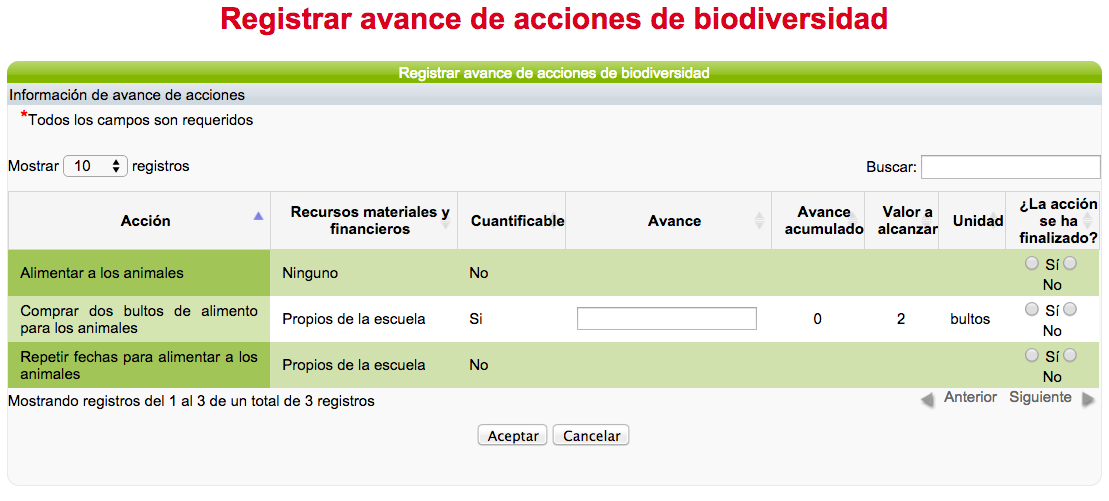 Registrar avance de acciones de biodiversidad
Registrar avance de acciones de biodiversidad
Información de avance de acciones
*Todos los campos son requeridos
Mostrar 10 registros
Buscar:
Acción
Recursos materiales y
financieros
Cuantificable
Avance
Avance
acumulado
Valor a
alcanzar
Unidad
¿La acción
se ha
finalizado?
Alimentar a los animales
Ninguno
No
Sí
No
Comprar dos bultos de alimento
para los animales
Propios de la escuela
Si
0
2
bultos
Sí
No
Repetir fechas para alimentar a los
animales
Propios de la escuela
No
Sí
No
Mostrando registros del 1 al 3 de un total de 3 registros
Anterior Siguiente
Aceptar Cancelar